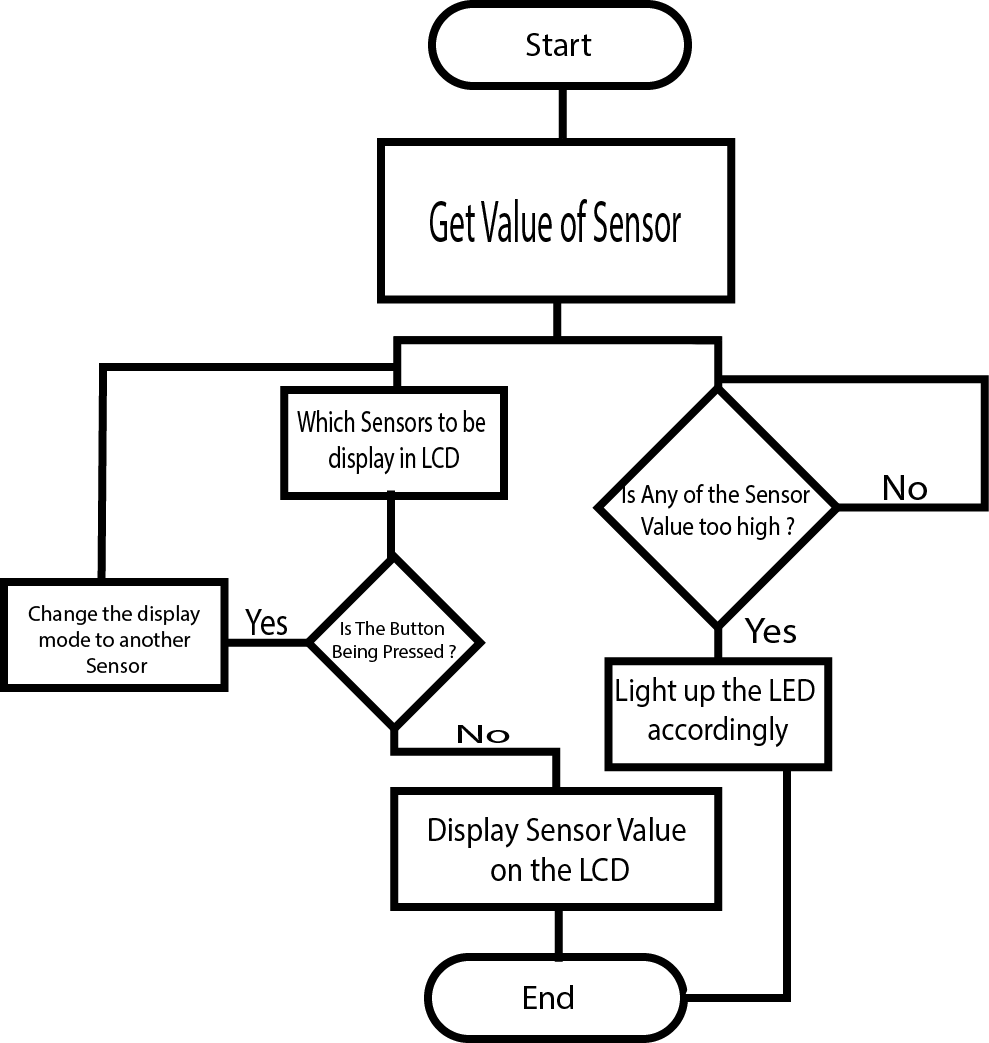 Start
Get Value of Sensor
Which Sensors to be
display in LCD
Is Any of the Sensor
Value too high ?
No
Change the display
mode to another
Sensor
Yes
Is The Button
Being Pressed ?
Yes
Light up the LED
accordingly
No
Display Sensor Value
on the LCD
End